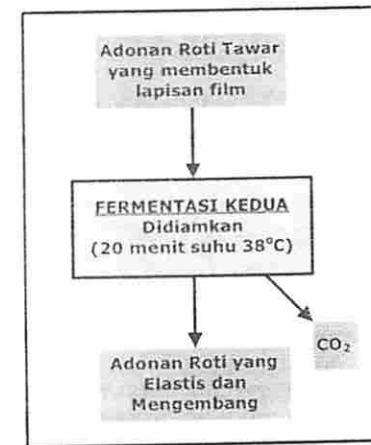 Adonan Roti Tawar
yang membentuk
lapisan film
FERMENTASI KEDUA
Didiamkan
(20 menit suhu 38°C)
CO₂
Adonan Roti yang
Elastis dan
Mengembang